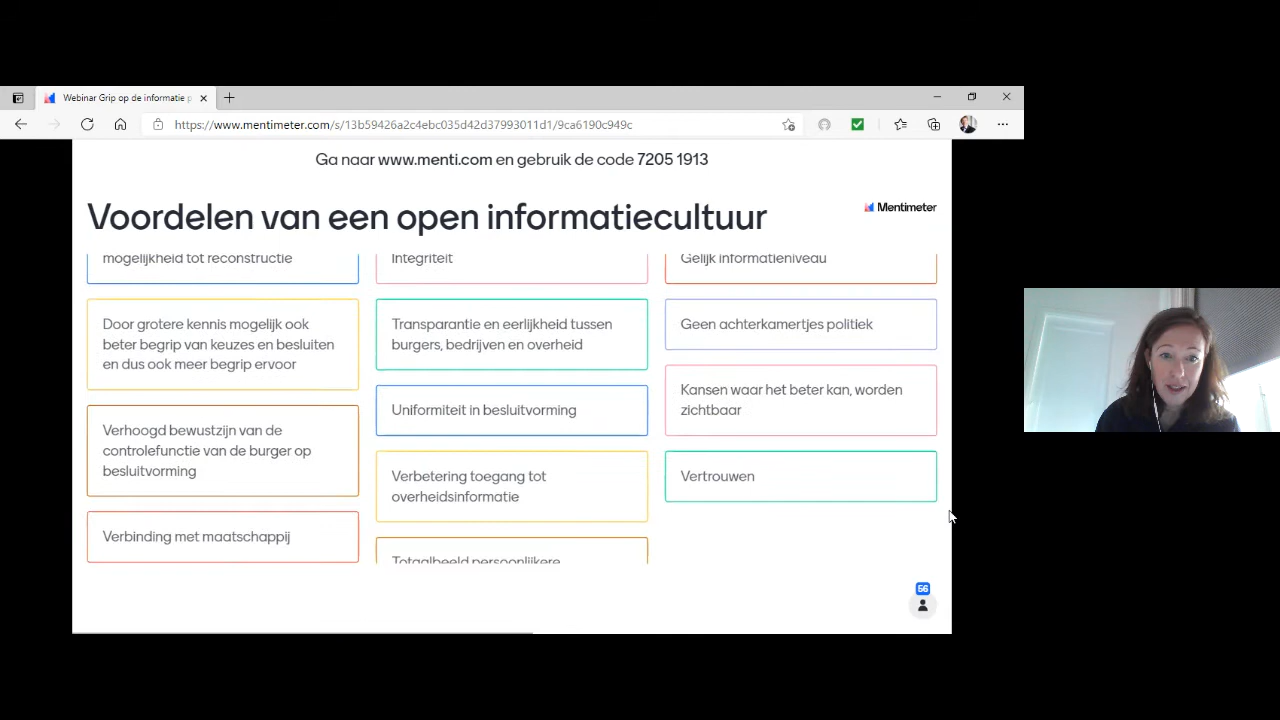 Webinar Grip op de informatie p
https://www.mentimeter.com/s/13b59426a2c4ebc035d42d37993011d1/9ca6190c949c
Ga naar www.menti.com en gebruik de code 7205 1913
Voordelen van een open informatiecultuur
Mentimeter
mogelijkheid tot reconstructie
Door grotere kennis mogelijk ook
beter begrip van keuzes en besluiten
en dus ook meer begrip ervoor
Verhoogd bewustzijn van de
controlefunctie van de burger op
besluitvorming
Verbinding met maatschappij
Integriteit
Transparantie en eerlijkheid tussen
burgers, bedrijven en overheid
Uniformiteit in besluitvorming
Verbetering toegang tot
overheidsinformatie
Totaalbeeld persoonlijkere
Gelijk informatieniveau
Geen achterkamertjes politiek
Kansen waar het beter kan, worden
zichtbaar
Vertrouwen
56